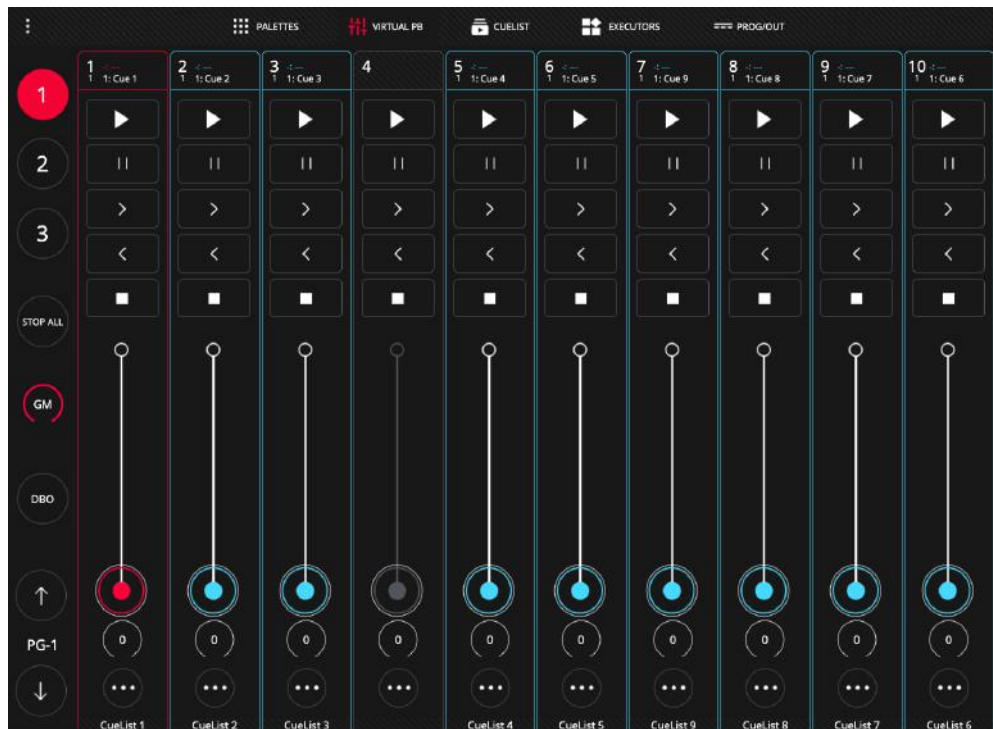 PALETTES VIRTUAL PB CUELIST EXECUTORS PROG/OUT
1 2 3 4 5 6 7 8 9 10
1 1: Cue 1 1 1: Cue 2 1 1: Cue 3 1 1: Cue 4 1 1: Cue 5 1 1: Cue 9 1 1: Cue 8 1 1: Cue 7 1 1: Cue 6
1
2
3
STOP ALL
GM
DBO
PG-1
0 0 0 0 0 0 0 0 0 0
CueList 1 CueList 2 CueList 3 CueList 4 CueList 5 CueList 9 CueList 8 CueList 7 CueList 6